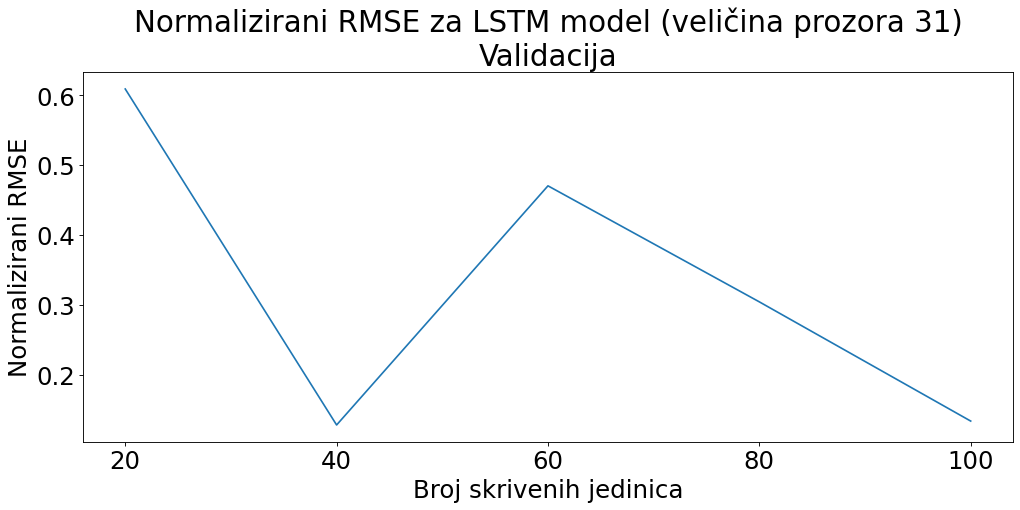 Normalizirani RMSE za LSTM model (veličina prozora 31)
Validacija
Normalizirani RMSE
0.6
0.5
0.4
0.3
0.2
20 40 60 80 100
Broj skrivenih jedinica